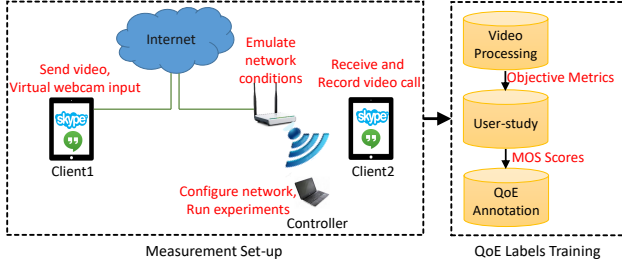 Internet
Send video,
Virtual webcam input
Emulate
network
conditions
Receive and
Record video call
skype
Client1
skype
Client2
Configure network,
Run experiments
Controller
Measurement Set-up
Video
Processing
Objective Metrics
User-study
MOS Scores
QoE
Annotation
QoE Labels Training